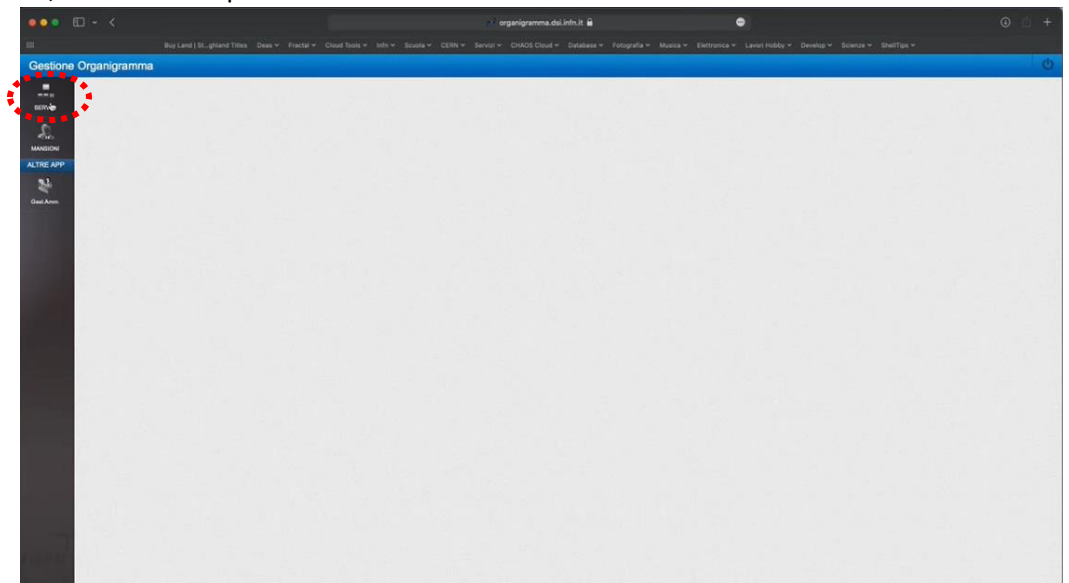 organigramma.dsi.infn.it
Buy Land | St...ghland Titles Deas Fractal Cloud Tools Infn Scuola CERN Servizi CHAOS Cloud Database Fotografia Musica Elettronica Lavori Hobby Develop Scienze ShellTips
Gestione Organigramma
MANSIONI
ALTRE APP
Gest.Amm.